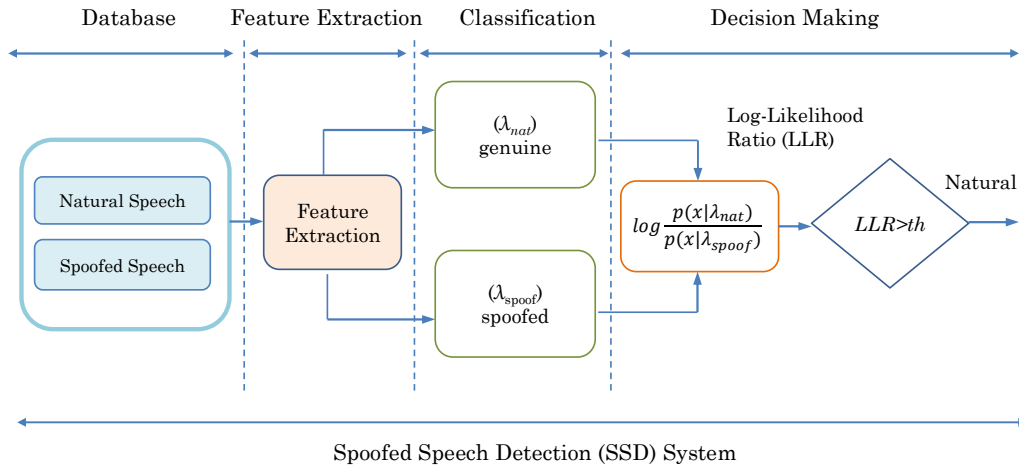 Database
Feature Extraction
Classification
Decision Making
Natural Speech
Spoofed Speech
Feature
Extraction
(λnat)
genuine
(λspoof)
spoofed
Log-Likelihood
Ratio (LLR)
log p(x|λnat) / p(x|λspoof)
LLR>th
Natural
Spoofed Speech Detection (SSD) System